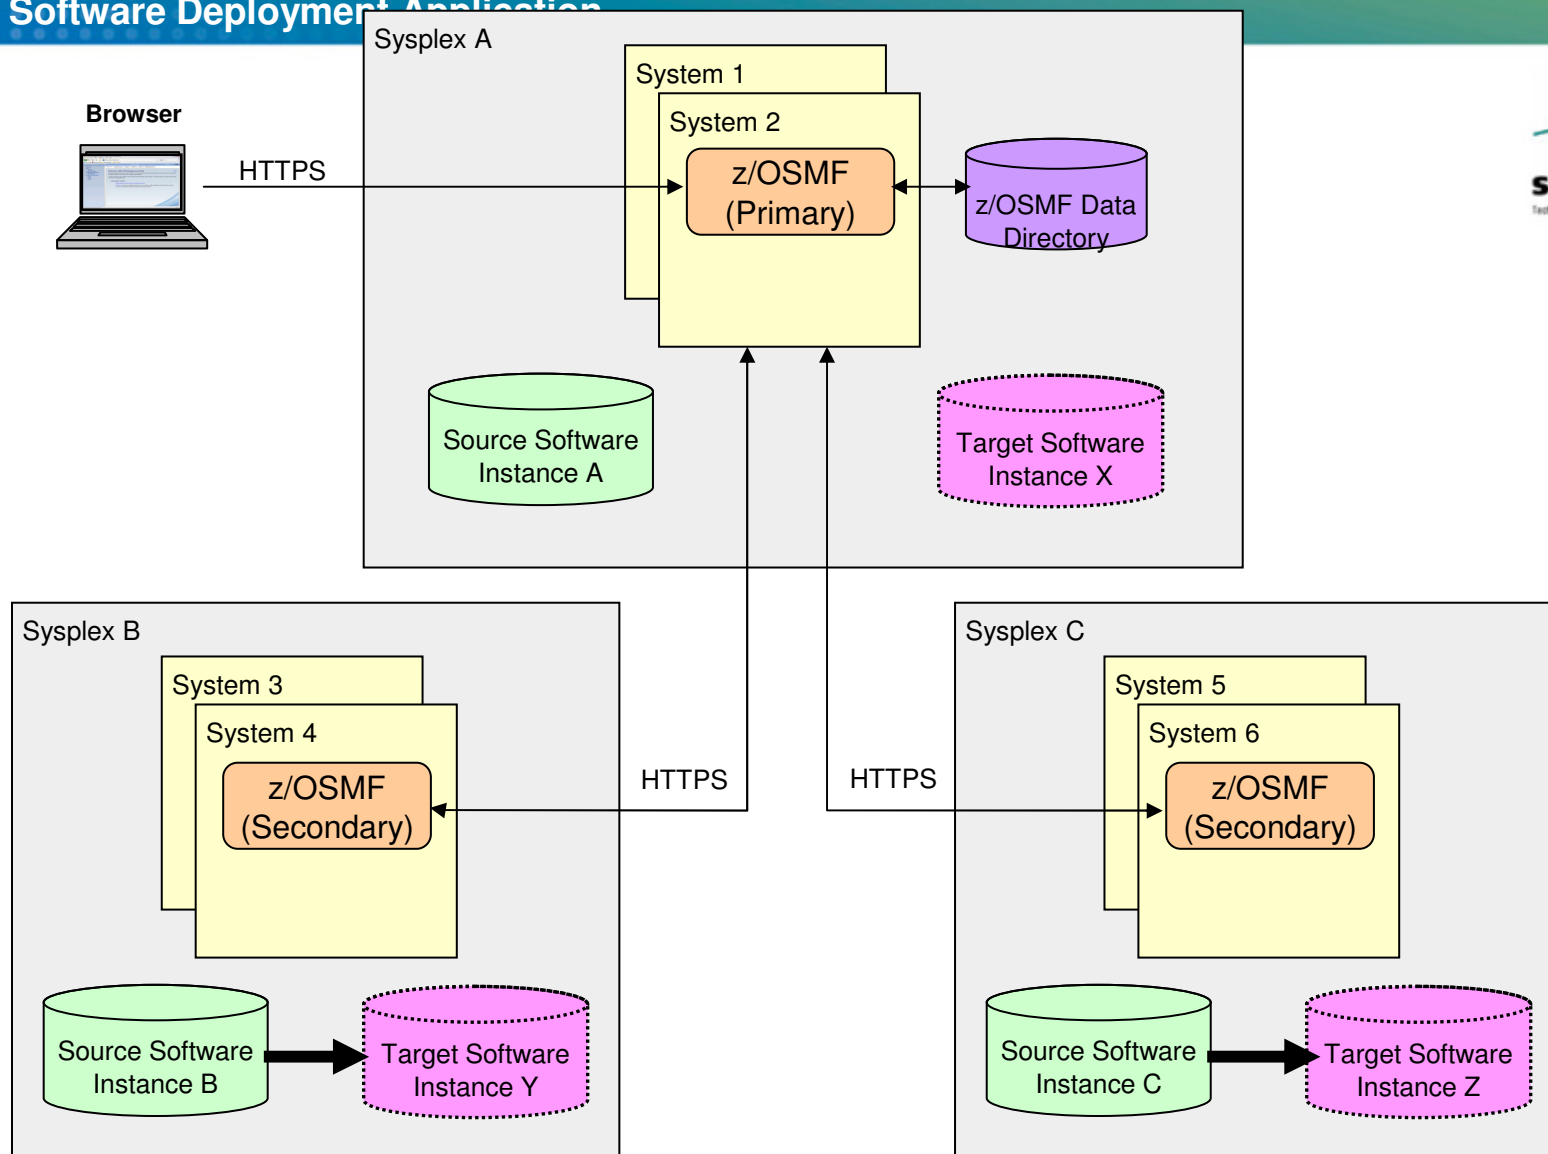 Software Deployment Application
Sysplex A
System 1
System 2
Browser
HTTPS
z/OSMF
(Primary)
z/OSMF Data
Directory
Source Software
Instance A
Target Software
Instance X
Sysplex B
System 3
System 4
z/OSMF
(Secondary)
HTTPS
HTTPS
Sysplex C
System 5
System 6
z/OSMF
(Secondary)
Source Software
Instance B
Target Software
Instance Y
Source Software
Instance C
Target Software
Instance Z